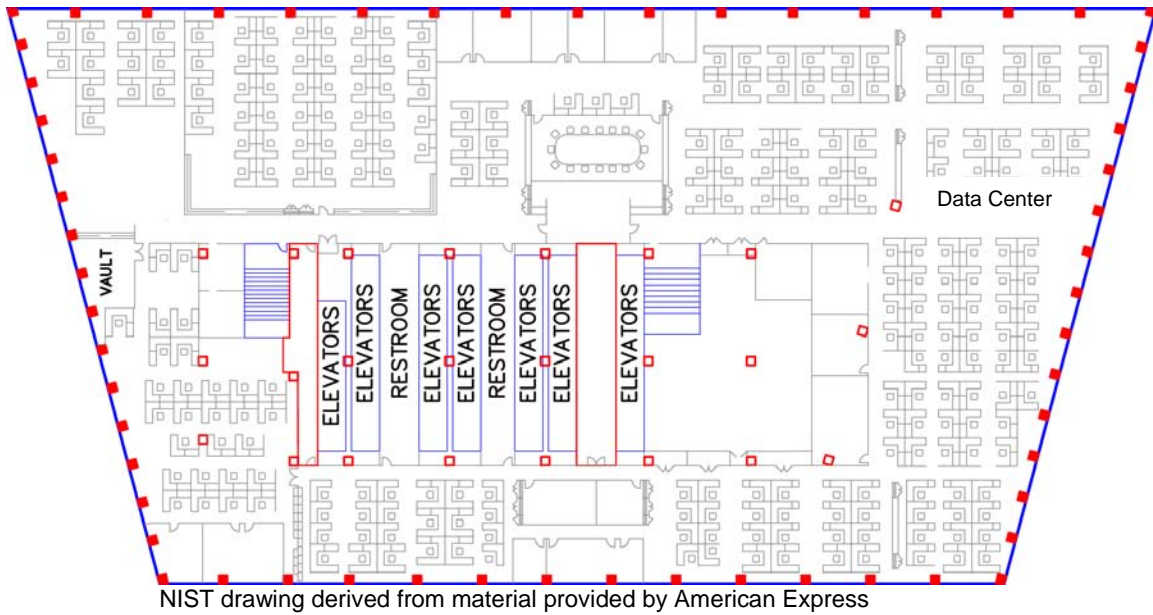 Data Center
VAULT
ELEVATORS
ELEVATORS
RESTROOM
ELEVATORS
ELEVATORS
RESTROOM
ELEVATORS
ELEVATORS
ELEVATORS
NIST drawing derived from material provided by American Express